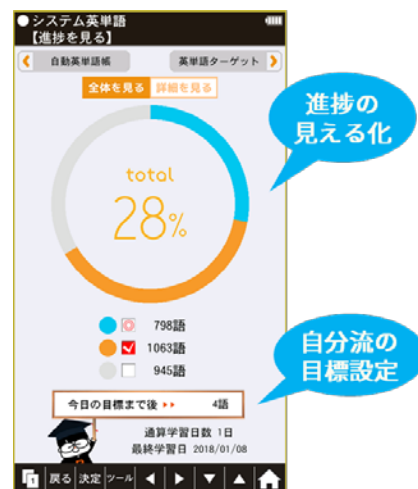 システム英単語
【進捗を見る】
自動英単語帳
英単語ターゲット
全体を見る
詳細を見る
進捗の
見える化
total
28%
798語
1063語
945語
自分流の
目標設定
今日の目標まで後 ▸▸ 4語
通算学習日数 1日
最終学習日 2018/01/08
戻る
決定
ツール